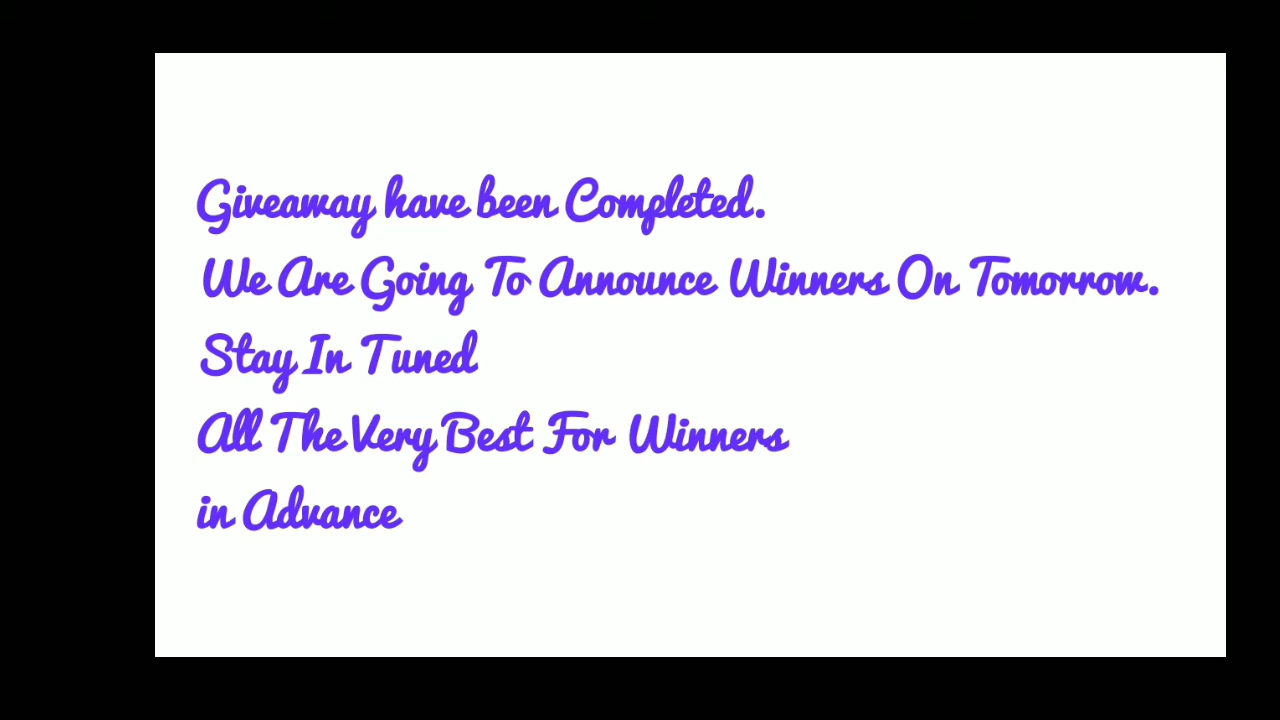 Giveaway have been Completed.
We Are Going To Announce Winners On Tomorrow.
Stay In Tuned
All The Very Best For Winners
in Advance